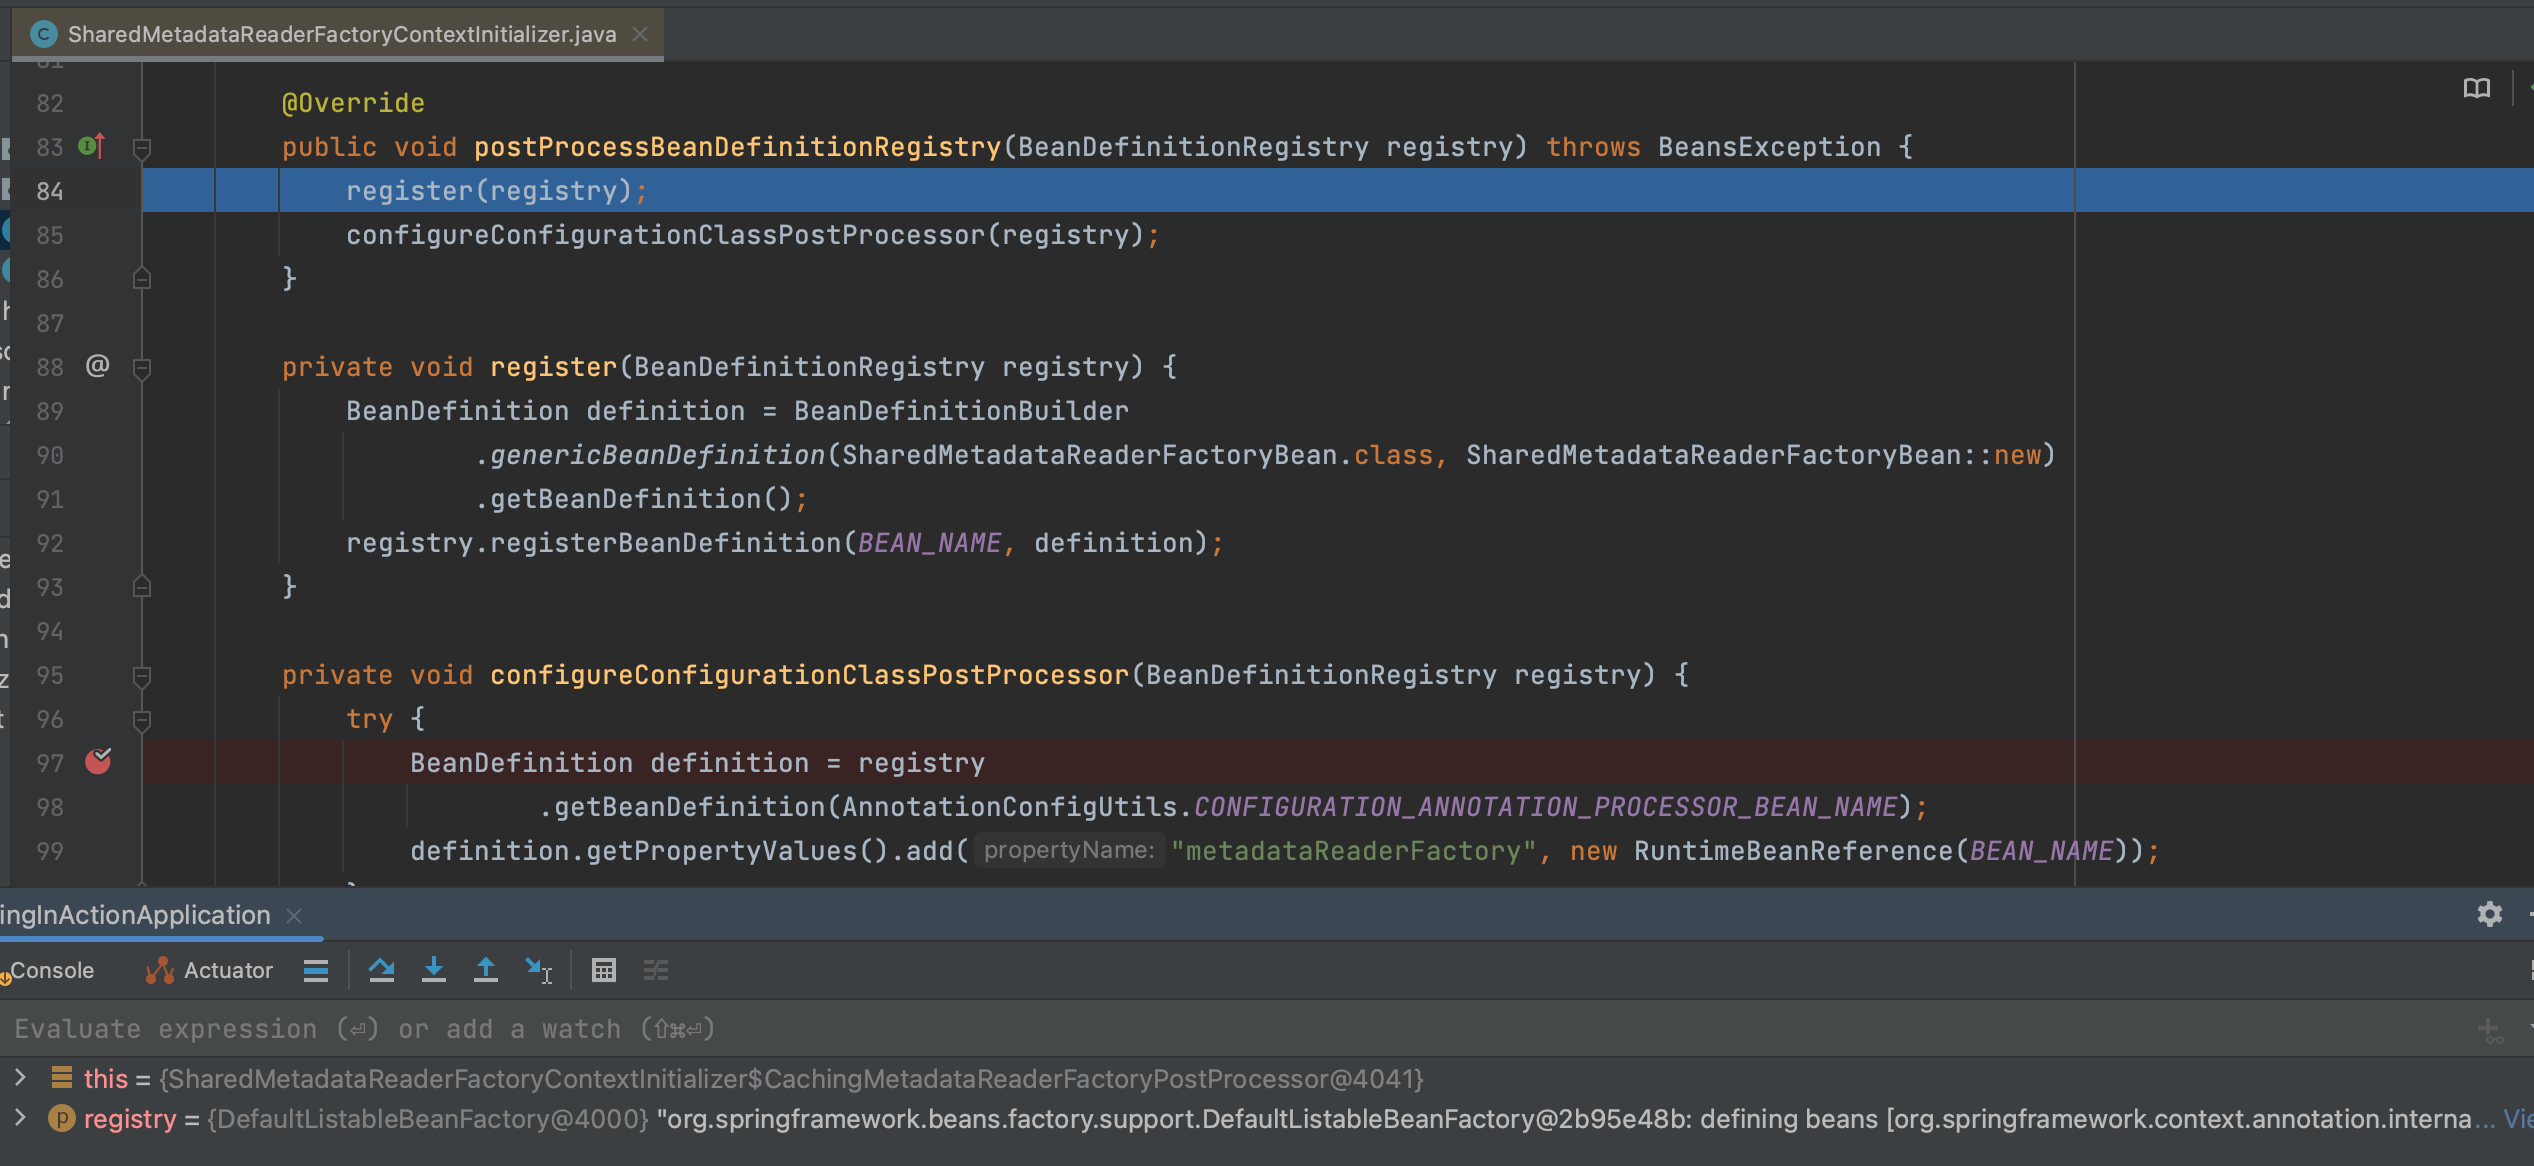 SharedMetadataReaderFactoryContextInitializer.java
81
82 @Override
83 public void postProcessBeanDefinitionRegistry(BeanDefinitionRegistry registry) throws BeansException {
84 register(registry);
85 configureConfigurationClassPostProcessor(registry);
86 }
87
88 @ private void register(BeanDefinitionRegistry registry) {
89 BeanDefinition definition = BeanDefinitionBuilder
90 .genericBeanDefinition(SharedMetadataReaderFactoryBean.class, SharedMetadataReaderFactoryBean::new)
91 .getBeanDefinition();
92 registry.registerBeanDefinition(BEAN_NAME, definition);
93 }
94
95 private void configureConfigurationClassPostProcessor(BeanDefinitionRegistry registry) {
96 try {
97 BeanDefinition definition = registry
98 .getBeanDefinition(AnnotationConfigUtils.CONFIGURATION_ANNOTATION_PROCESSOR_BEAN_NAME);
99 definition.getPropertyValues().add( propertyName: "metadataReaderFactory", new RuntimeBeanReference(BEAN_NAME));
ingInActionApplication
Console Actuator
Evaluate expression (⏎) or add a watch (⇧⌘⏎)
this = {SharedMetadataReaderFactoryContextInitializer$CachingMetadataReaderFactoryPostProcessor@4041}
registry = {DefaultListableBeanFactory@4000} "org.springframework.beans.factory.support.DefaultListableBeanFactory@2b95e48b: defining beans [org.springframework.context.annotation.interna... Vie